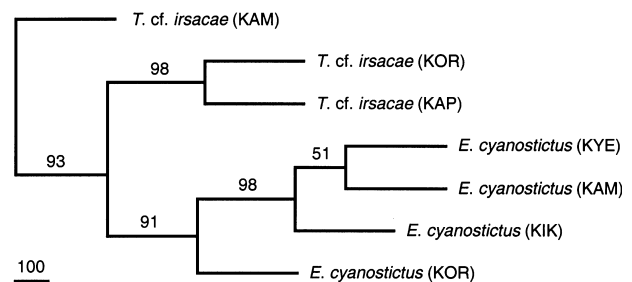 T. cf. irsacae (KAM)
T. cf. irsacae (KOR)
98
T. cf. irsacae (KAP)
E. cyanostictus (KYE)
51
93
98
E. cyanostictus (KAM)
91
E. cyanostictus (KIK)
100
E. cyanostictus (KOR)